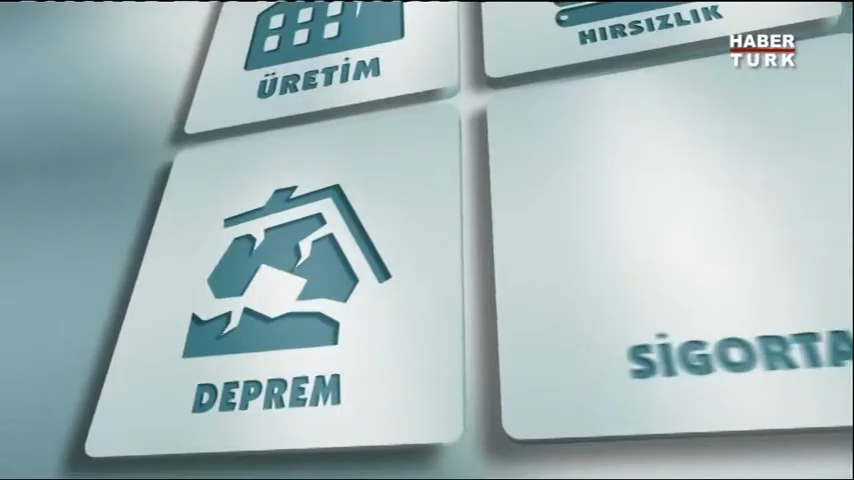 ÜRETİM
HIRSIZLIK
HABER
TÜRK
DEPREM
SİGORTA